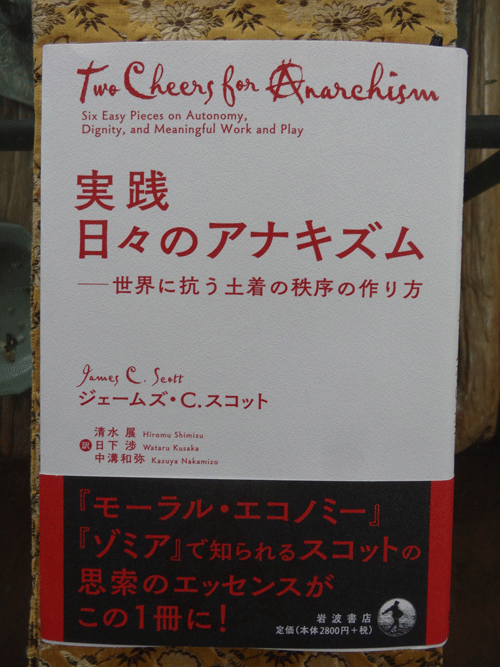 Two Cheers for Anarchism
Six Easy Pieces on Autonomy,
Dignity, and Meaningful Work and Play
実践
日々のアナキズム
──世界に抗う土着の秩序の作り方
James C. Scott
ジェームズ・C.スコット
清水 展 Hiromu Shimizu
訳 日下 渉 Wataru Kusaka
中溝和弥 Kazuya Nakamizo
『モーラル・エコノミー』
『ゾミア』で知られるスコットの
思索のエッセンスが
この1冊に!
岩波書店
定価(本体2800円+税)